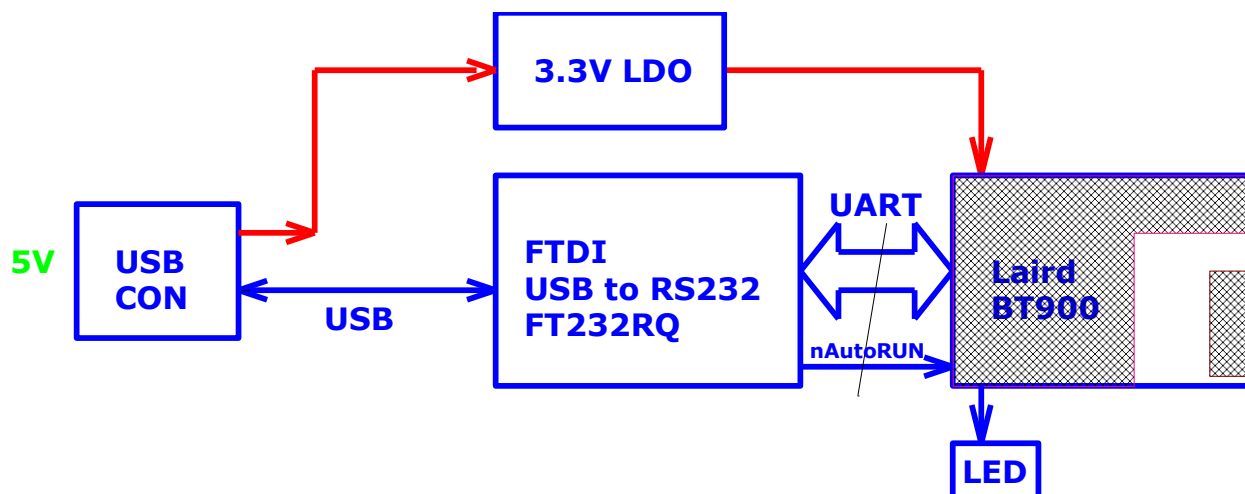 3.3V LDO
5V
USB
CON
USB
FTDI
USB to RS232
FT232RQ
UART
nAutoRUN
Laird
BT900
LED